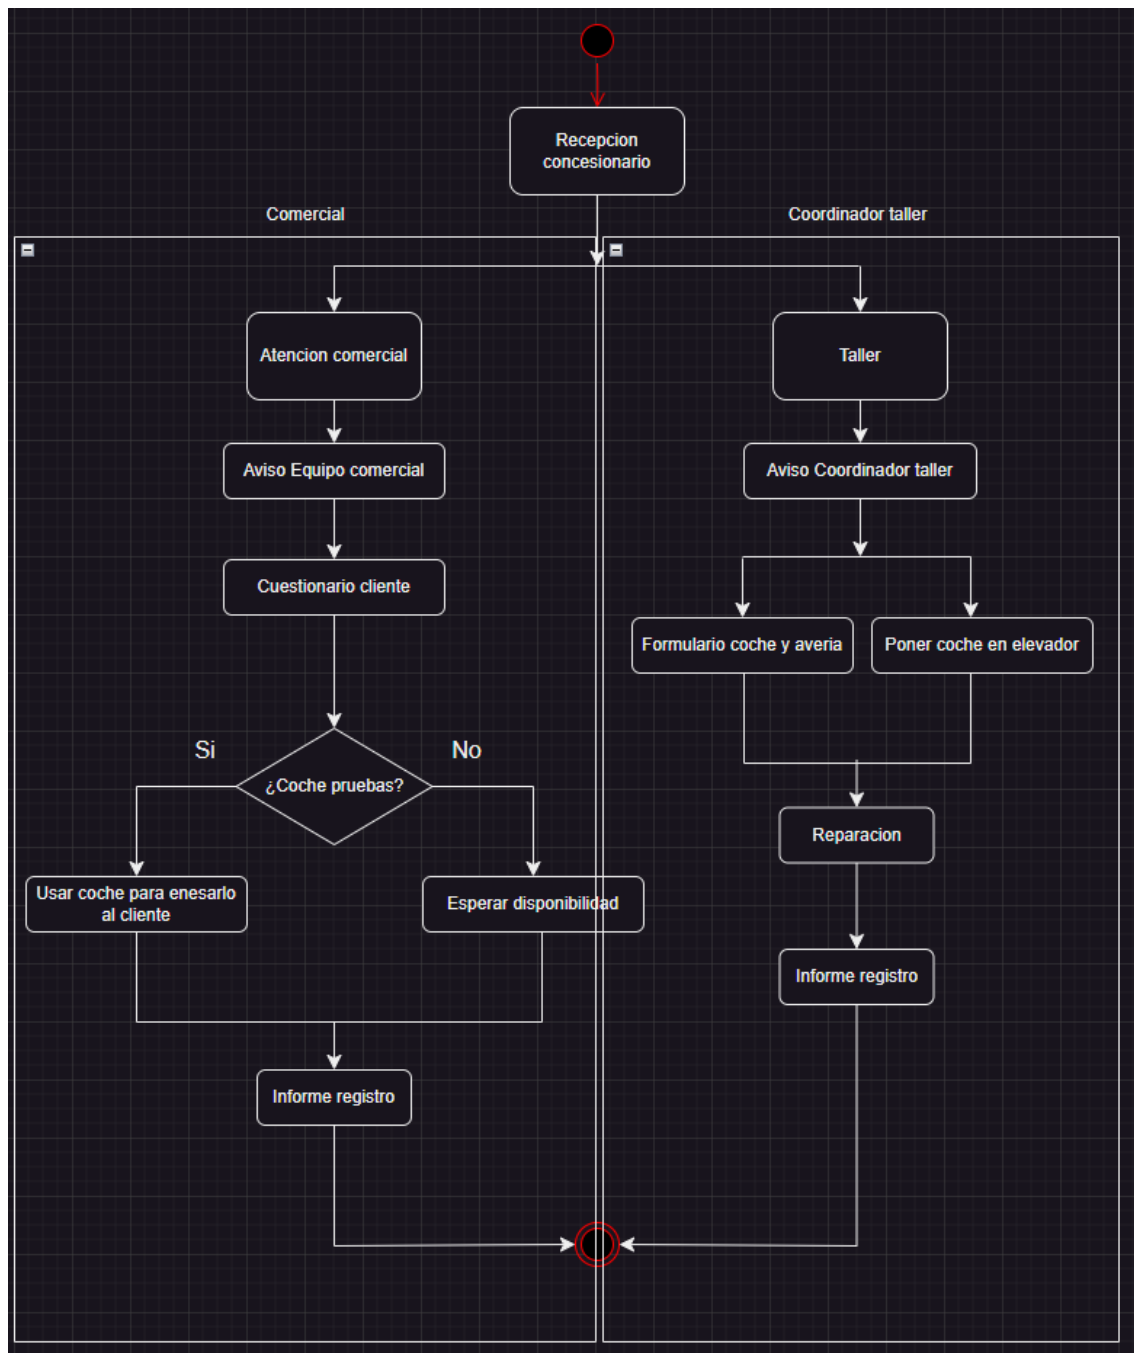 Recepcion
concesionario
Comercial
Coordinador taller
Atencion comercial
Taller
Aviso Equipo comercial
Aviso Coordinador taller
Cuestionario cliente
Formulario coche y averia
Poner coche en elevador
Si
No
¿Coche pruebas?
Reparacion
Usar coche para enesarlo
al cliente
Esperar disponibilidad
Informe registro
Informe registro